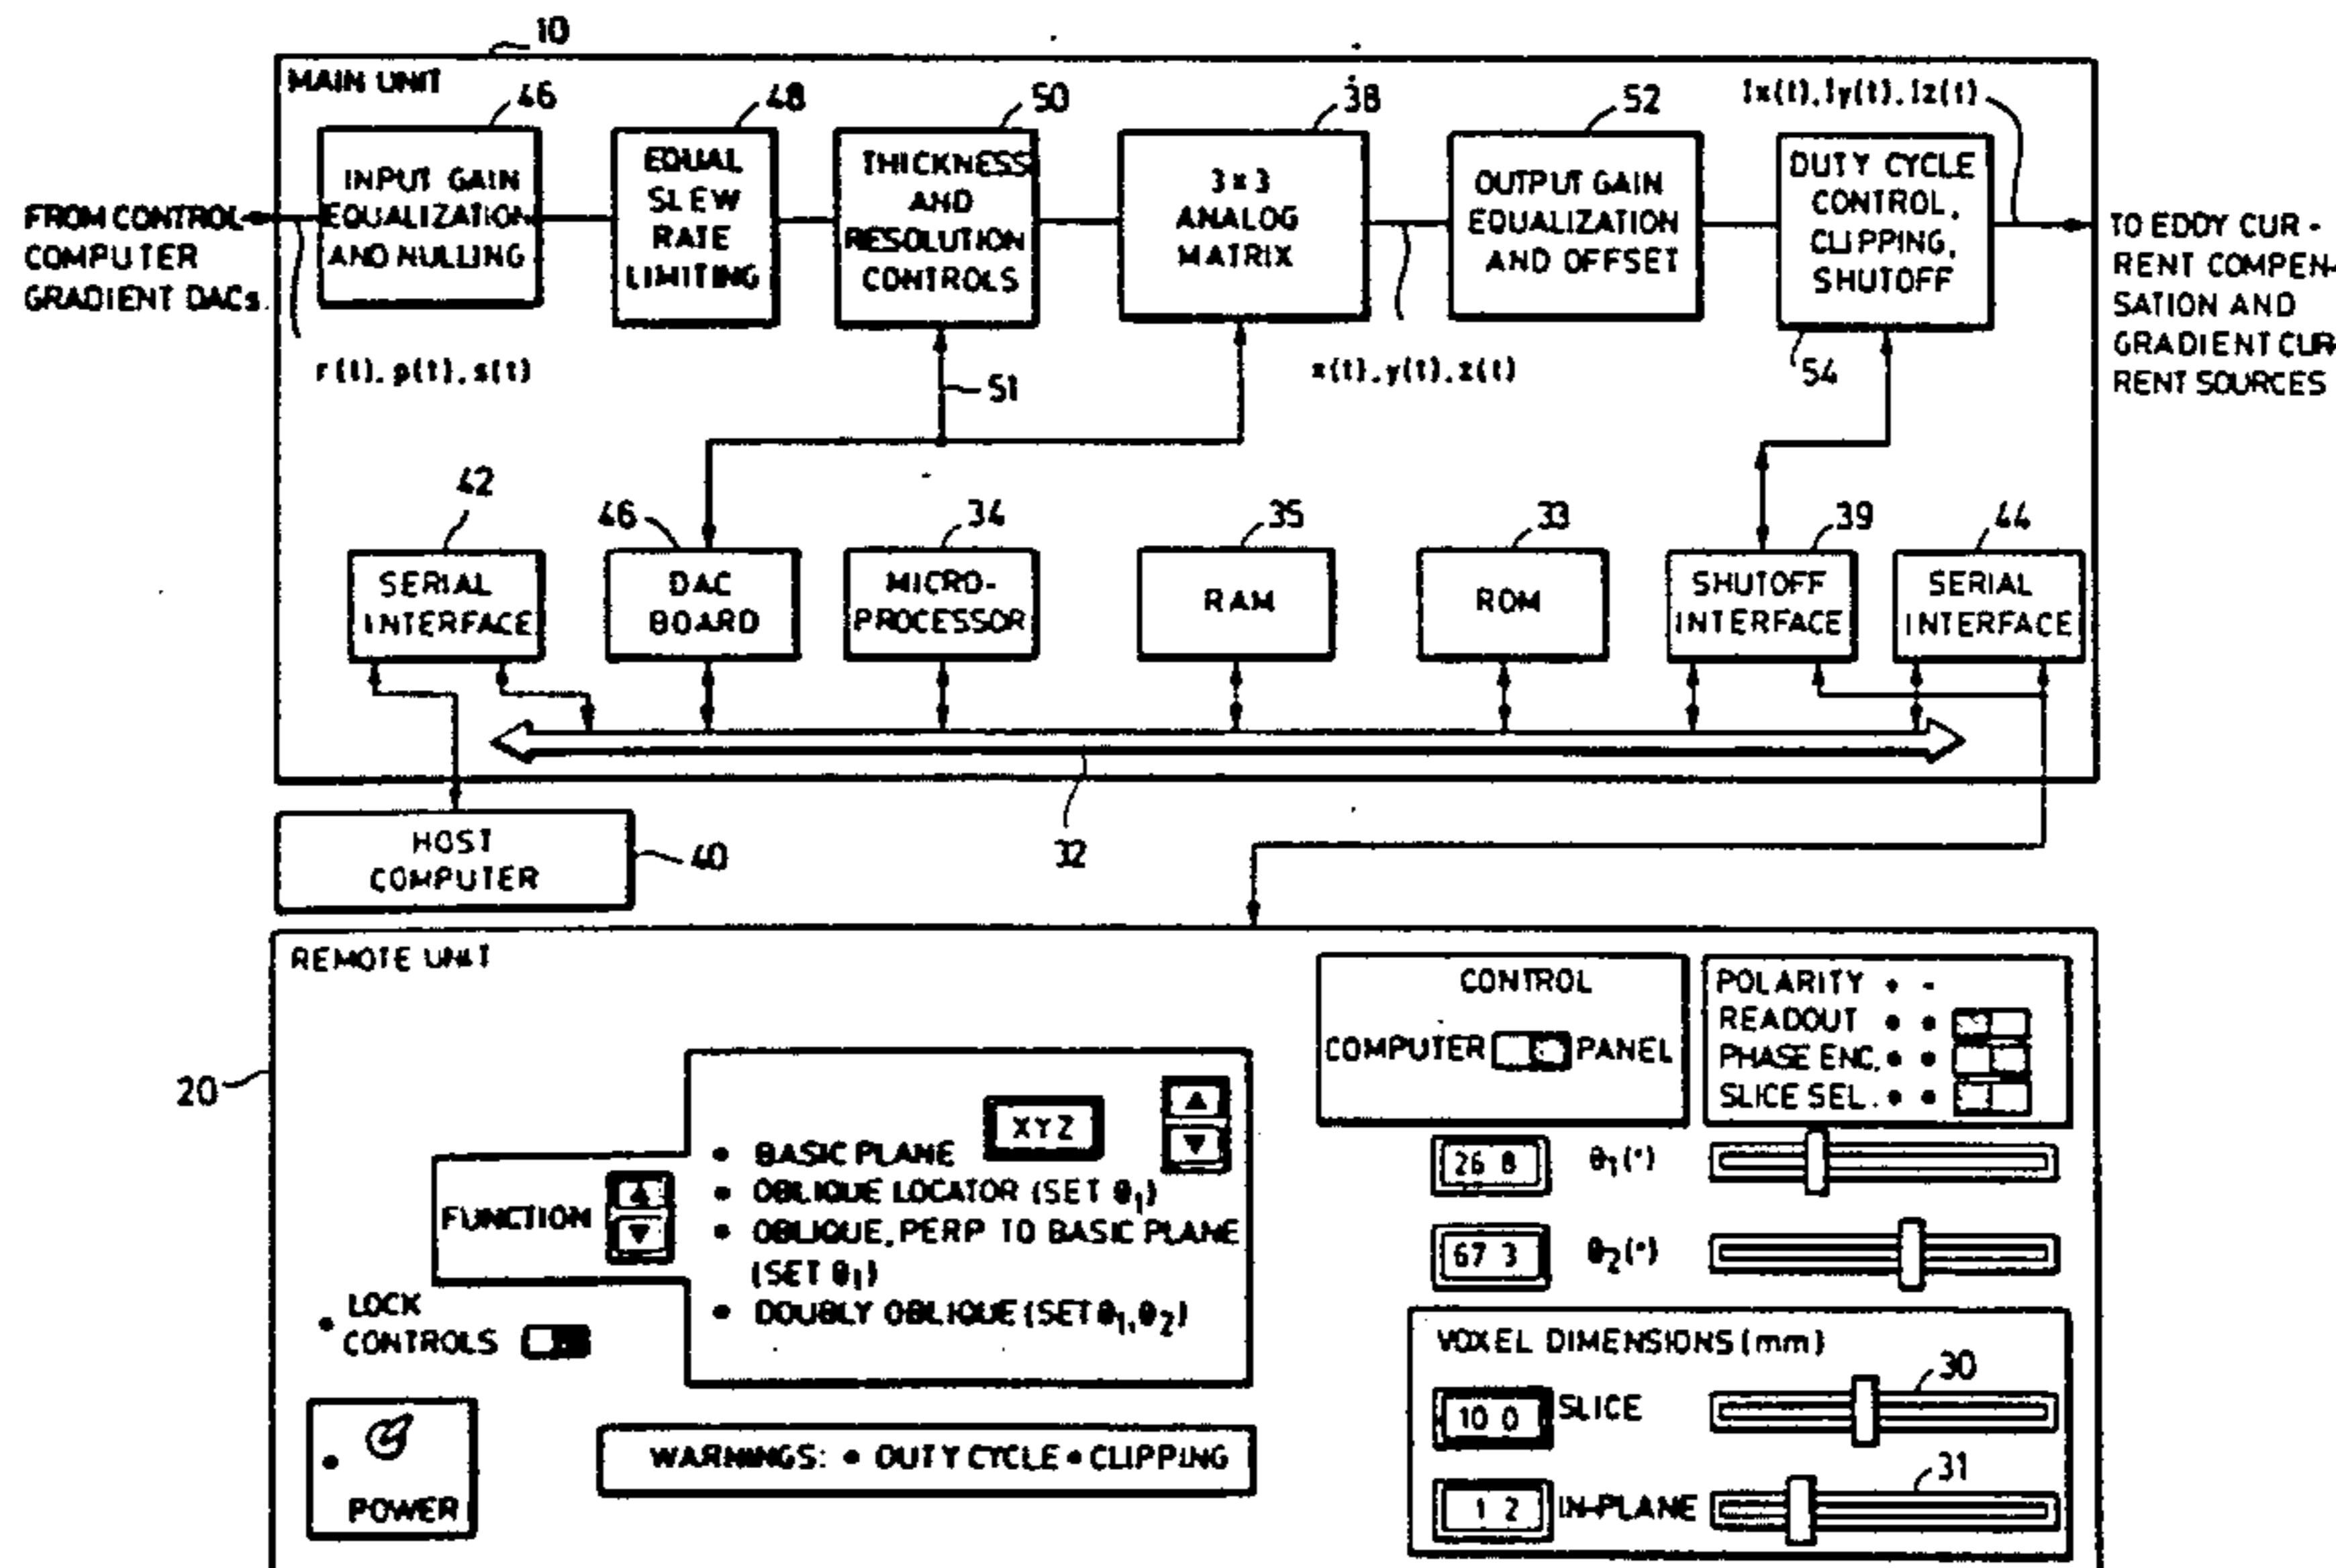 10
MAIN UNIT
46
48
50
38
52
Ix(t), Iy(t), Iz(t)
FROM CONTROL
COMPUTER
GRADIENT DACs.
INPUT GAIN
EQUALIZATION
AND NULLING
EQUAL
SLEW
RATE
LIMITING
THICKNESS
AND
RESOLUTION
CONTROLS
3x3
ANALOG
MATRIX
OUTPUT GAIN
EQUALIZATION
AND OFFSET
DUTY CYCLE
CONTROL,
CLIPPING,
SHUTOFF
TO EDDY CUR-
RENT COMPEN-
SATION AND
GRADIENT CUR-
RENT SOURCES
r(t), p(t), s(t)
51
x(t), y(t), z(t)
54
42
46
34
35
33
39
44
SERIAL
INTERFACE
DAC
BOARD
MICRO-
PROCESSOR
RAM
ROM
SHUTOFF
INTERFACE
SERIAL
INTERFACE
HOST
COMPUTER
40
32
REMOTE UNIT
20
CONTROL
COMPUTER PANEL
POLARITY + -
READOUT
PHASE ENC.
SLICE SEL.
FUNCTION
XYZ
• BASIC PLANE
• OBLIQUE LOCATOR (SET θ1)
• OBLIQUE, PERP TO BASIC PLANE
(SET θ1)
• DOUBLY OBLIQUE (SET θ1,θ2)
26 8 θ1(°)
67 3 θ2(°)
• LOCK
CONTROLS
VOXEL DIMENSIONS (mm)
10 0 SLICE
30
1 2 IN-PLANE
31
POWER
WARNINGS: • DUTY CYCLE • CLIPPING